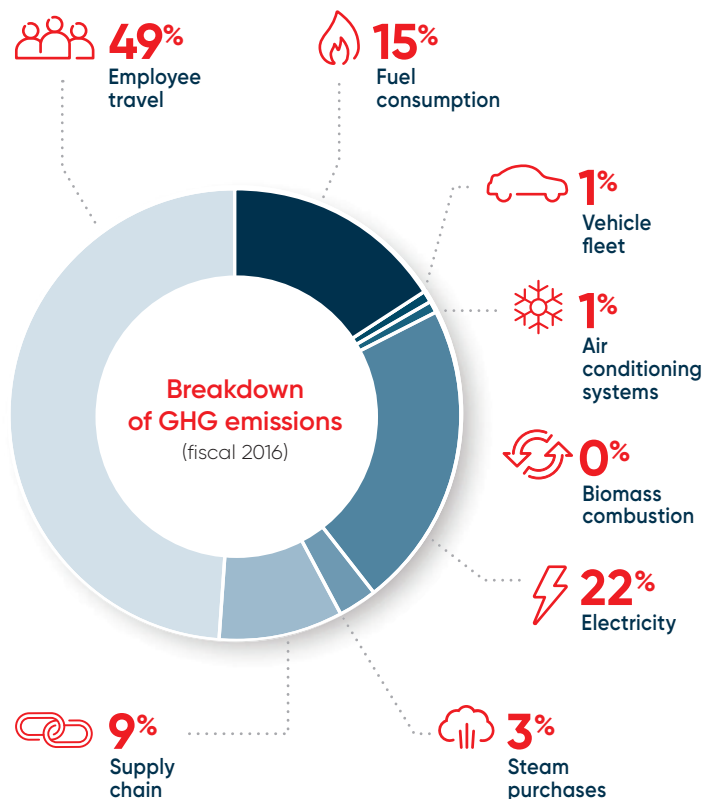 49%
Employee
travel
15%
Fuel
consumption
1%
Vehicle
fleet
1%
Air
conditioning
systems
Breakdown
of GHG emissions
(fiscal 2016)
0%
Biomass
combustion
22%
Electricity
9%
Supply
chain
3%
Steam
purchases